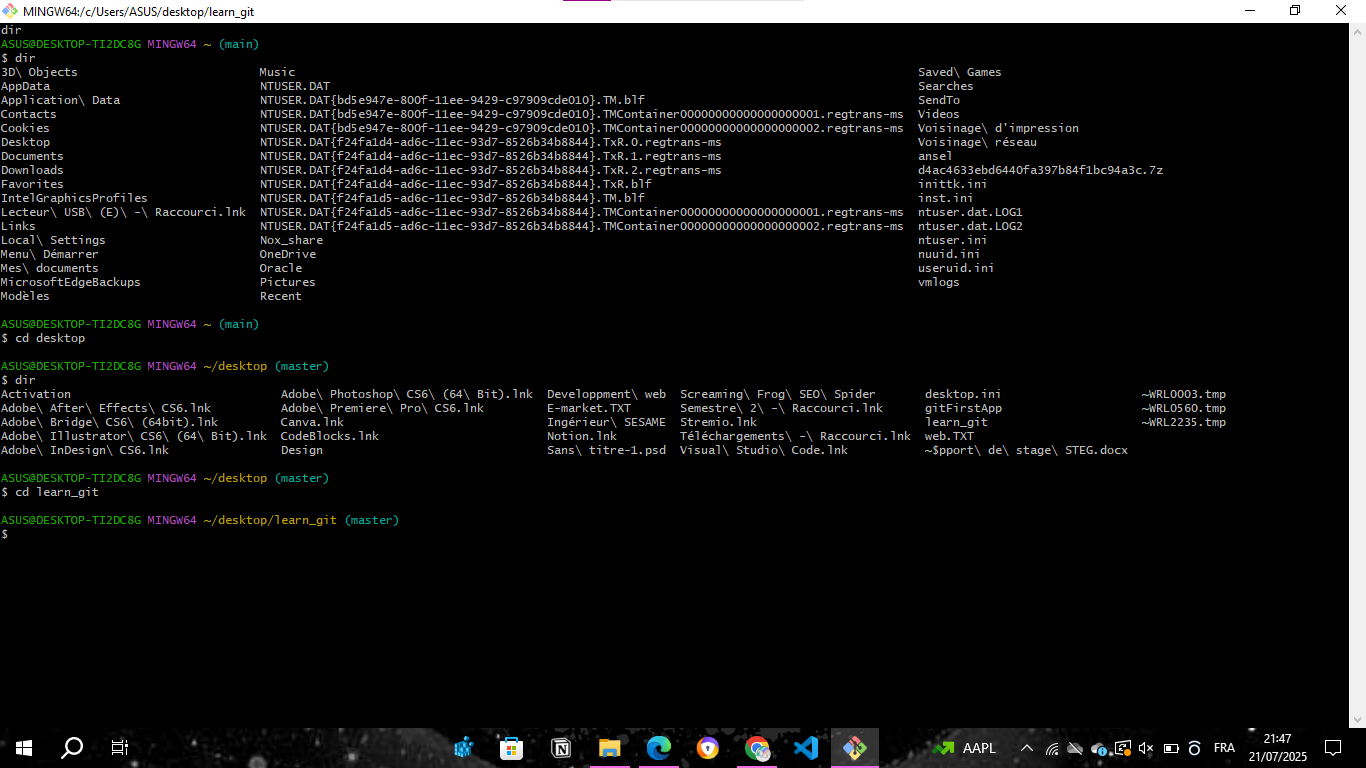 MINGW64:/c/Users/ASUS/desktop/learn_git
dir
ASUS@DESKTOP-TI2DC8G MINGW64 ~ (main)
$ dir
3D\ Objects Music Saved\ Games
AppData NTUSER.DAT Searches
Application\ Data NTUSER.DAT{bd5e947e-800f-11ee-9429-c97909cde010}.TM.blf SendTo
Contacts NTUSER.DAT{bd5e947e-800f-11ee-9429-c97909cde010}.TMContainer00000000000000000001.regtrans-ms Videos
Cookies NTUSER.DAT{bd5e947e-800f-11ee-9429-c97909cde010}.TMContainer00000000000000000002.regtrans-ms Voisinage\ d'impression
Desktop NTUSER.DAT{f24fa1d4-ad6c-11ec-93d7-8526b34b8844}.TxR.0.regtrans-ms Voisinage\ réseau
Documents NTUSER.DAT{f24fa1d4-ad6c-11ec-93d7-8526b34b8844}.TxR.1.regtrans-ms ansel
Downloads NTUSER.DAT{f24fa1d4-ad6c-11ec-93d7-8526b34b8844}.TxR.2.regtrans-ms d4ac4633ebd6440fa397b84f1bc94a3c.7z
Favorites NTUSER.DAT{f24fa1d4-ad6c-11ec-93d7-8526b34b8844}.TxR.blf inittk.ini
IntelGraphicsProfiles NTUSER.DAT{f24fa1d5-ad6c-11ec-93d7-8526b34b8844}.TM.blf inst.ini
Lecteur\ USB\ (E)\ -\ Raccourci.lnk NTUSER.DAT{f24fa1d5-ad6c-11ec-93d7-8526b34b8844}.TMContainer00000000000000000001.regtrans-ms ntuser.dat.LOG1
Links NTUSER.DAT{f24fa1d5-ad6c-11ec-93d7-8526b34b8844}.TMContainer00000000000000000002.regtrans-ms ntuser.dat.LOG2
Local\ Settings Nox_share ntuser.ini
Menu\ Démarrer OneDrive nuuid.ini
Mes\ documents Oracle useruid.ini
MicrosoftEdgeBackups Pictures vmlogs
Modèles Recent
ASUS@DESKTOP-TI2DC8G MINGW64 ~ (main)
$ cd desktop
ASUS@DESKTOP-TI2DC8G MINGW64 ~/desktop (master)
$ dir
Activation Adobe\ Photoshop\ CS6\ (64\ Bit).lnk Developpment\ web Screaming\ Frog\ SEO\ Spider desktop.ini ~WRL0003.tmp
Adobe\ After\ Effects\ CS6.lnk Adobe\ Premiere\ Pro\ CS6.lnk E-market.TXT Semestre\ 2\ -\ Raccourci.lnk gitFirstApp ~WRL0560.tmp
Adobe\ Bridge\ CS6\ (64bit).lnk Canva.lnk Ingérieur\ SESAME Stremio.lnk learn_git ~WRL2235.tmp
Adobe\ Illustrator\ CS6\ (64\ Bit).lnk CodeBlocks.lnk Notion.lnk Téléchargements\ -\ Raccourci.lnk web.TXT
Adobe\ InDesign\ CS6.lnk Design Sans\ titre-1.psd Visual\ Studio\ Code.lnk ~$pport\ de\ stage\ STEG.docx
ASUS@DESKTOP-TI2DC8G MINGW64 ~/desktop (master)
$ cd learn_git
ASUS@DESKTOP-TI2DC8G MINGW64 ~/desktop/learn_git (master)
$
AAPL FRA 21:47
21/07/2025